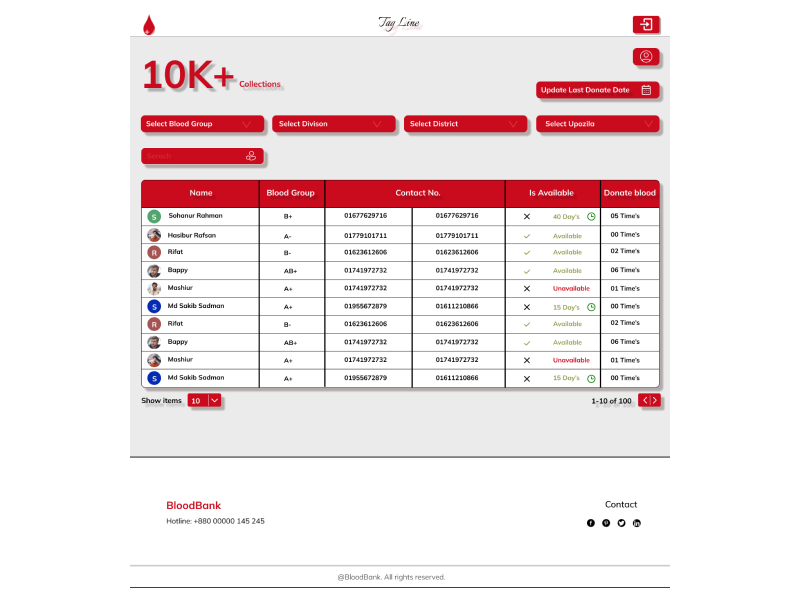 Tag Line
10K+ Collections
Update Last Donate Date
Select Blood Group Select Divison Select District Select Upazila
Search
Name Blood Group Contact No. Is Available Donate blood
S Sohanur Rahman B+ 01677629716 01677629716 40 Day's 05 Time's
Hasibur Rafsan A- 01779101711 01779101711 Available 00 Time's
R Rifat B- 01623612606 01623612606 Available 02 Time's
Bappy AB+ 01741972732 01741972732 Available 06 Time's
Mashiur A+ 01741972732 01741972732 Unavailable 01 Time's
S Md Sakib Sadman A+ 01955672879 01611210866 15 Day's 00 Time's
R Rifat B- 01623612606 01623612606 Available 02 Time's
Bappy AB+ 01741972732 01741972732 Available 06 Time's
Mashiur A+ 01741972732 01741972732 Unavailable 01 Time's
S Md Sakib Sadman A+ 01955672879 01611210866 15 Day's 00 Time's
Show items 10 1-10 of 100
BloodBank Contact
Hotline: +880 00000 145 245
@BloodBank. All rights reserved.